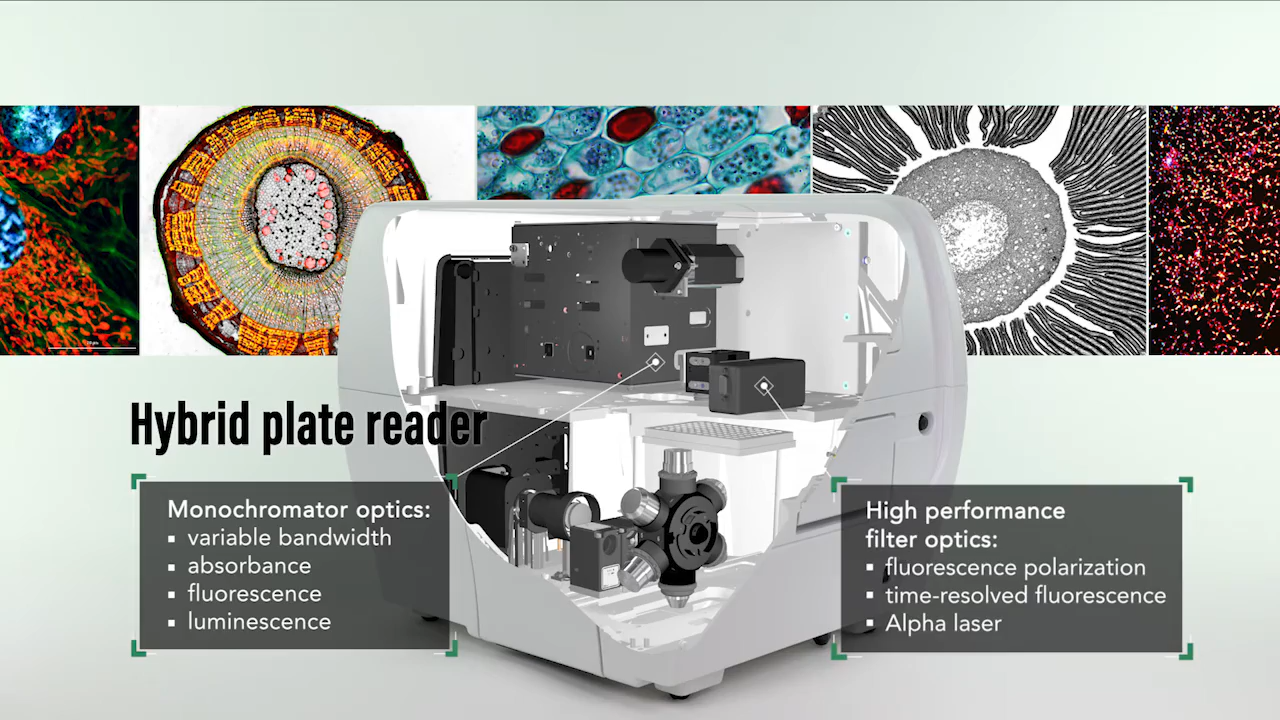 Hybrid plate reader
Monochromator optics:
▪ variable bandwidth
▪ absorbance
▪ fluorescence
▪ luminescence
High performance
filter optics:
▪ fluorescence polarization
▪ time-resolved fluorescence
▪ Alpha laser